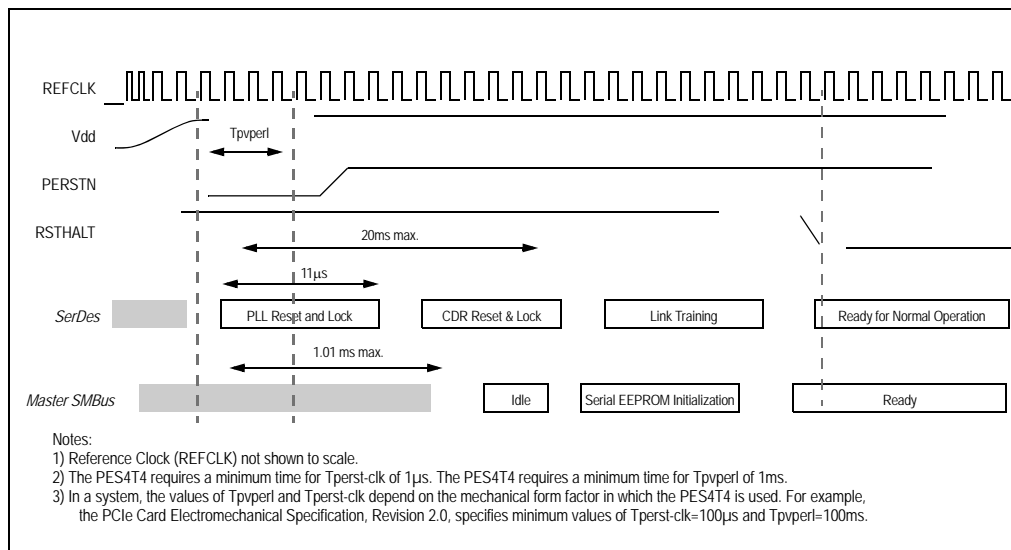 REFCLK
Vdd
Tpvperl
PERSTN
RSTHALT
20ms max.
11µs
SerDes
PLL Reset and Lock
CDR Reset & Lock
Link Training
Ready for Normal Operation
1.01 ms max.
Master SMBus
Idle
Serial EEPROM Initialization
Ready
Notes:
1) Reference Clock (REFCLK) not shown to scale.
2) The PES4T4 requires a minimum time for Tperst-clk of 1µs. The PES4T4 requires a minimum time for Tpvperl of 1ms.
3) In a system, the values of Tpvperl and Tperst-clk depend on the mechanical form factor in which the PES4T4 is used. For example,
the PCIe Card Electromechanical Specification, Revision 2.0, specifies minimum values of Tperst-clk=100µs and Tpvperl=100ms.